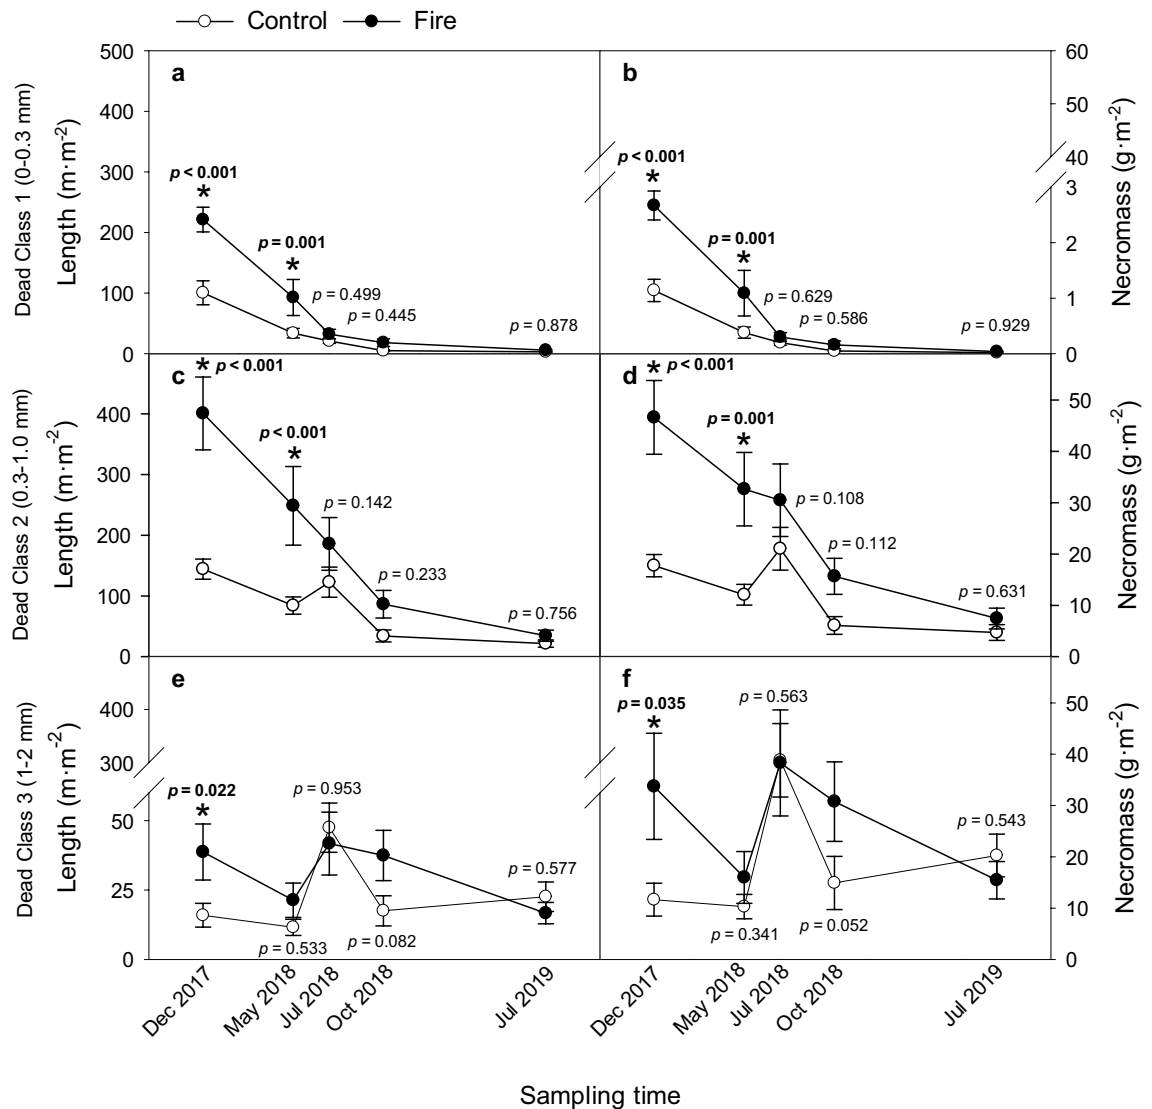 Control Fire
Dead Class 1 (0-0.3 mm)
Length (m·m-2)
500
400
300
200
100
0
a
p < 0.001
*
p = 0.001
*
p = 0.499
p = 0.445
p = 0.878
b
p < 0.001
*
p = 0.001
*
p = 0.629
p = 0.586
p = 0.929
60
50
40
3
2
1
0
Necromass (g·m-2)
Dead Class 2 (0.3-1.0 mm)
Length (m·m-2)
400
300
200
100
0
c
* p < 0.001
p < 0.001
*
p = 0.142
p = 0.233
p = 0.756
d
* p < 0.001
p = 0.001
*
p = 0.108
p = 0.112
p = 0.631
50
40
30
20
10
0
Necromass (g·m-2)
Dead Class 3 (1-2 mm)
Length (m·m-2)
400
300
50
25
0
e
p = 0.022
*
p = 0.953
p = 0.577
p = 0.533
p = 0.082
f
p = 0.035
*
p = 0.563
p = 0.543
p = 0.341
p = 0.052
50
40
30
20
10
0
Necromass (g·m-2)
Dec 2017
May 2018
Jul 2018
Oct 2018
Jul 2019
Dec 2017
May 2018
Jul 2018
Oct 2018
Jul 2019
Sampling time